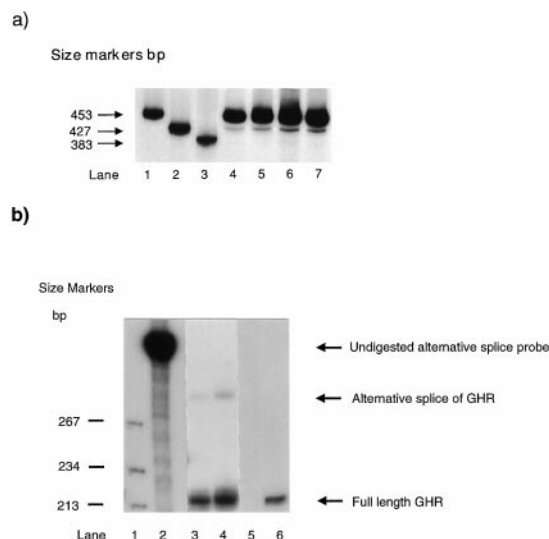 a)
Size markers bp
453
427
383
Lane 1 2 3 4 5 6 7
b)
Size Markers
bp
Undigested alternative splice probe
Alternative splice of GHR
267
234
213
Full length GHR
Lane 1 2 3 4 5 6